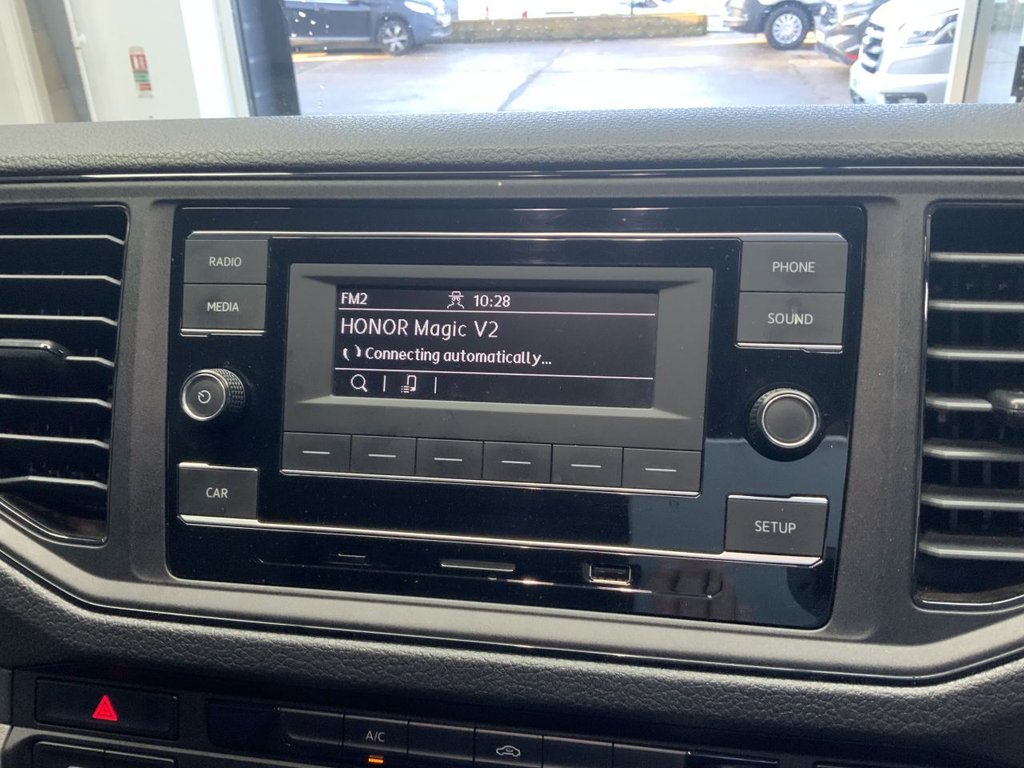 RADIO
MEDIA
FM2 10:28
HONOR Magic V2
Connecting automatically...
PHONE
SOUND
CAR
SETUP
A/C